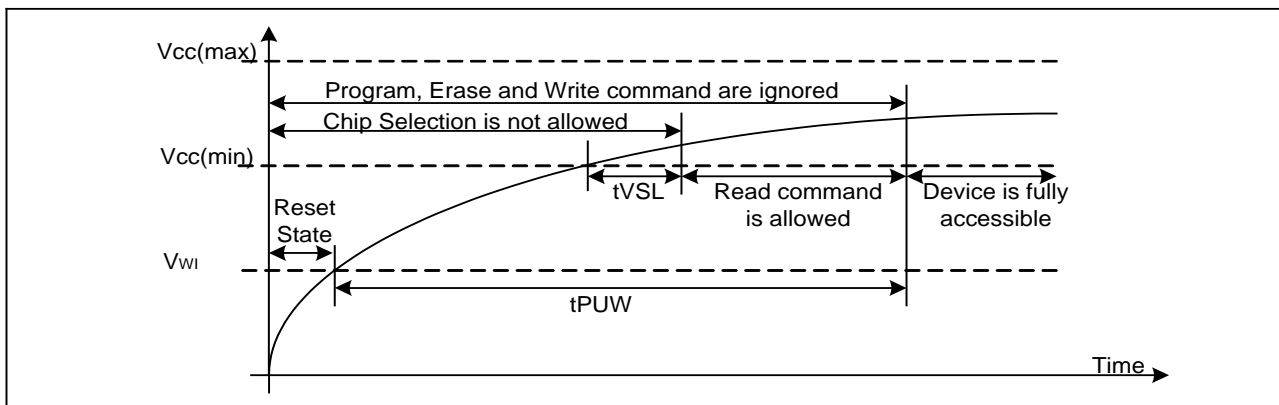 Vcc(max)
Program, Erase and Write command are ignored
Chip Selection is not allowed
Vcc(min)
tVSL
Read command
is allowed
Device is fully
accessible
Reset
State
VWI
tPUW
Time